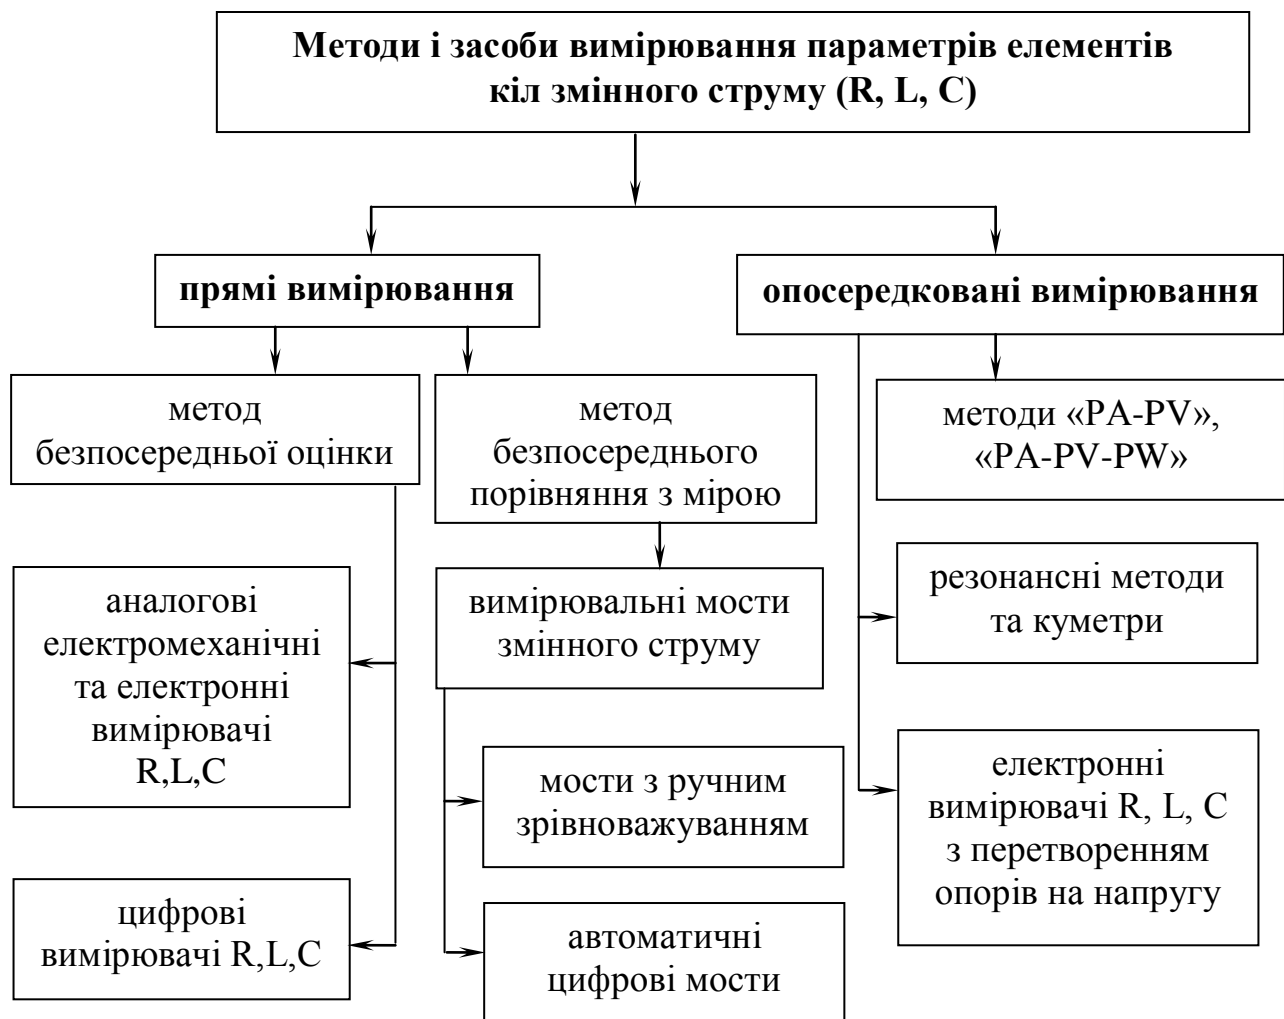 Методи і засоби вимірювання параметрів елементів
кіл змінного струму (R, L, C)
прямі вимірювання
опосередковані вимірювання
метод
безпосередньої оцінки
метод
безпосереднього
порівняння з мірою
методи «PA-PV»,
«PA-PV-PW»
аналогові
електромеханічні
та електронні
вимірювачі
R,L,C
вимірювальні мости
змінного струму
резонансні методи
та куметри
мости з ручним
зрівноважуванням
електронні
вимірювачі R, L, C
з перетворенням
опорів на напругу
цифрові
вимірювачі R,L,C
автоматичні
цифрові мости